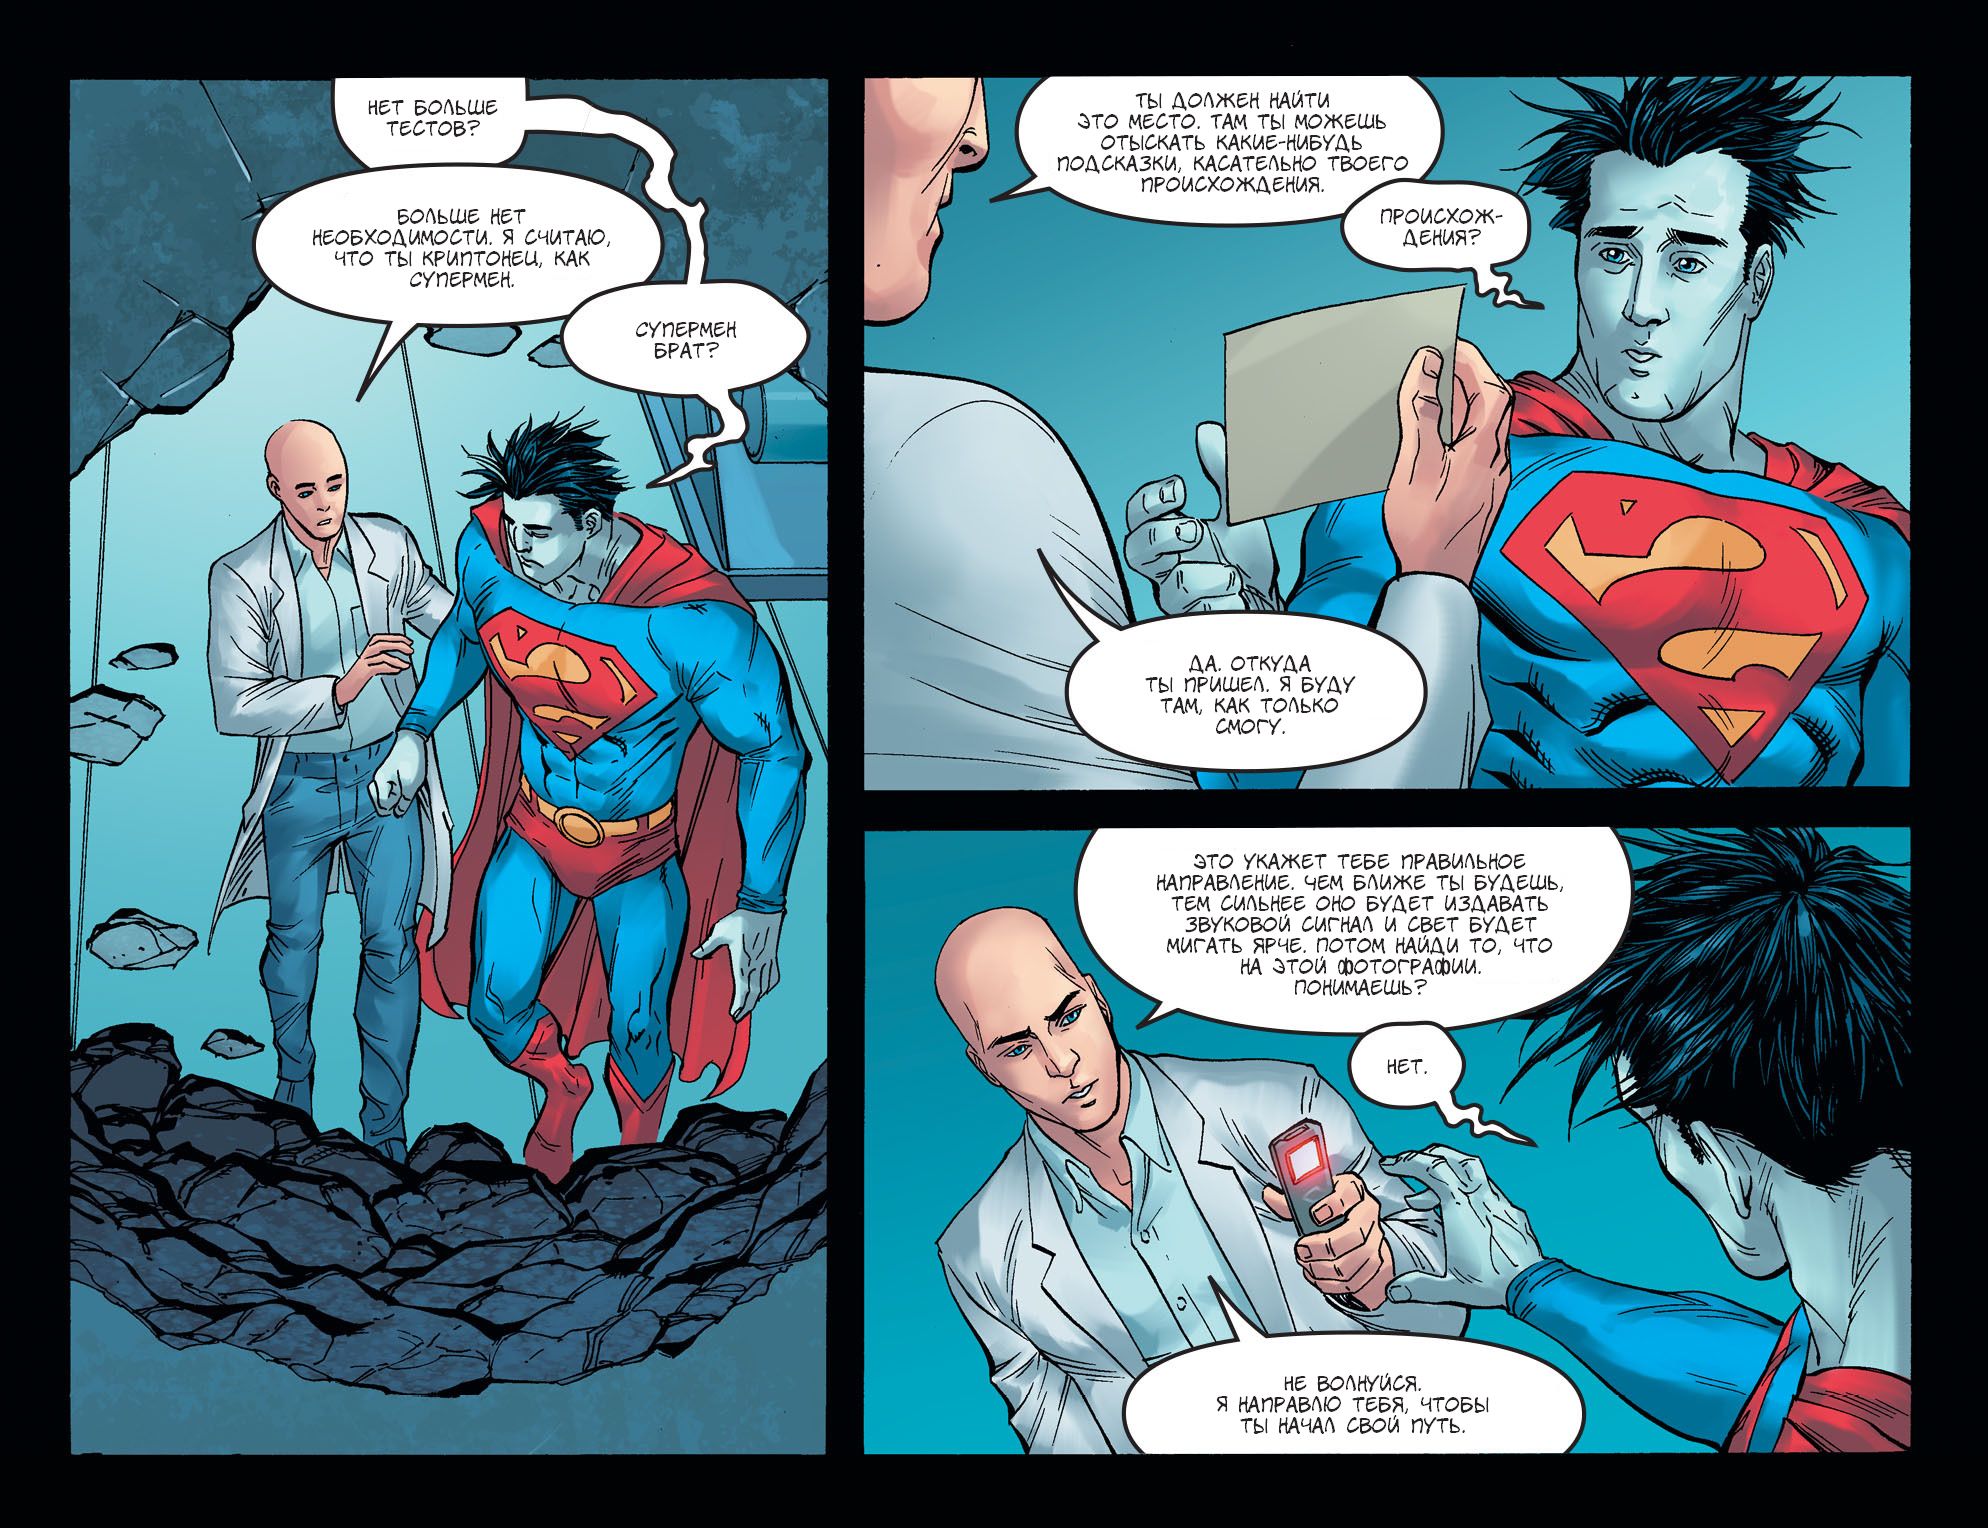 НЕТ БОЛЬШЕ
ТЕСТОВ?
БОЛЬШЕ НЕТ
НЕОБХОДИМОСТИ. Я СЧИТАЮ,
ЧТО ТЫ КРИПТОНЕЦ, КАК
СУПЕРМЕН.
СУПЕРМЕН
БРАТ?
ТЫ ДОЛЖЕН НАЙТИ
ЭТО МЕСТО. ТАМ ТЫ МОЖЕШЬ
ОТЫСКАТЬ КАКИЕ-НИБУДЬ
ПОДСКАЗКИ, КАСАТЕЛЬНО ТВОЕГО
ПРОИСХОЖДЕНИЯ.
ПРОИСХОЖ-
ДЕНИЯ?
ДА. ОТКУДА
ТЫ ПРИШЕЛ. Я БУДУ
ТАМ, КАК ТОЛЬКО
СМОГУ.
ЭТО УКАЖЕТ ТЕБЕ ПРАВИЛЬНОЕ
НАПРАВЛЕНИЕ. ЧЕМ БЛИЖЕ ТЫ БУДЕШЬ,
ТЕМ СИЛЬНЕЕ ОНО БУДЕТ ИЗДАВАТЬ
ЗВУКОВОЙ СИГНАЛ И СВЕТ БУДЕТ
МИГАТЬ ЯРЧЕ. ПОТОМ НАЙДИ ТО, ЧТО
НА ЭТОЙ ФОТОГРАФИИ.
ПОНИМАЕШЬ?
НЕТ.
НЕ ВОЛНУЙСЯ.
Я НАПРАВЛЮ ТЕБЯ, ЧТОБЫ
ТЫ НАЧАЛ СВОЙ ПУТЬ.